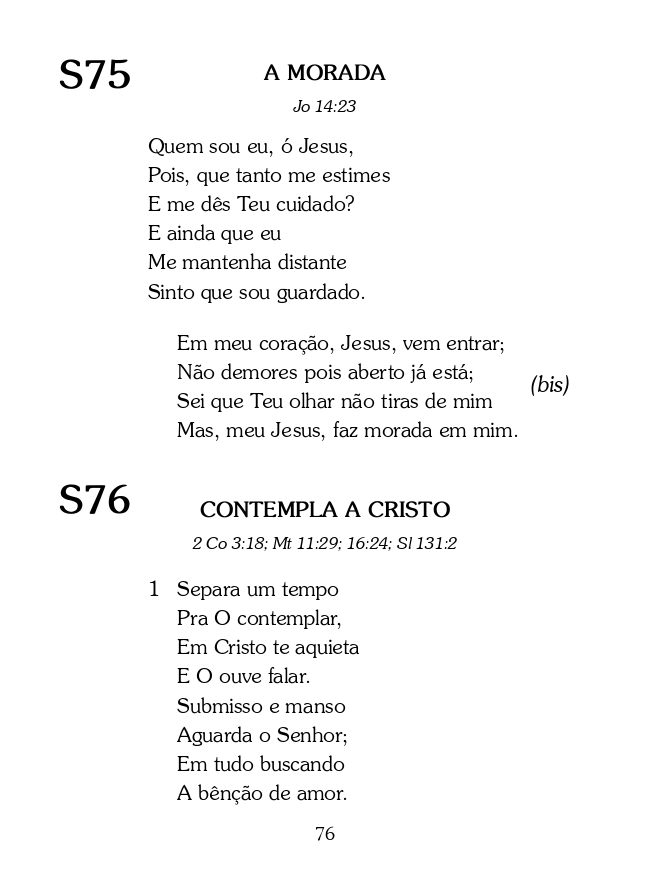 S75
A MORADA
Jo 14:23
Quem sou eu, ó Jesus,
Pois, que tanto me estimes
E me dês Teu cuidado?
E ainda que eu
Me mantenha distante
Sinto que sou guardado.
Em meu coração, Jesus, vem entrar;
Não demores pois aberto já está;
Sei que Teu olhar não tiras de mim
Mas, meu Jesus, faz morada em mim.
(bis)
S76
CONTEMPLA A CRISTO
2 Co 3:18; Mt 11:29; 16:24; Sl 131:2
1 Separa um tempo
Pra O contemplar,
Em Cristo te aquieta
E O ouve falar.
Submisso e manso
Aguarda o Senhor;
Em tudo buscando
A bênção de amor.
76